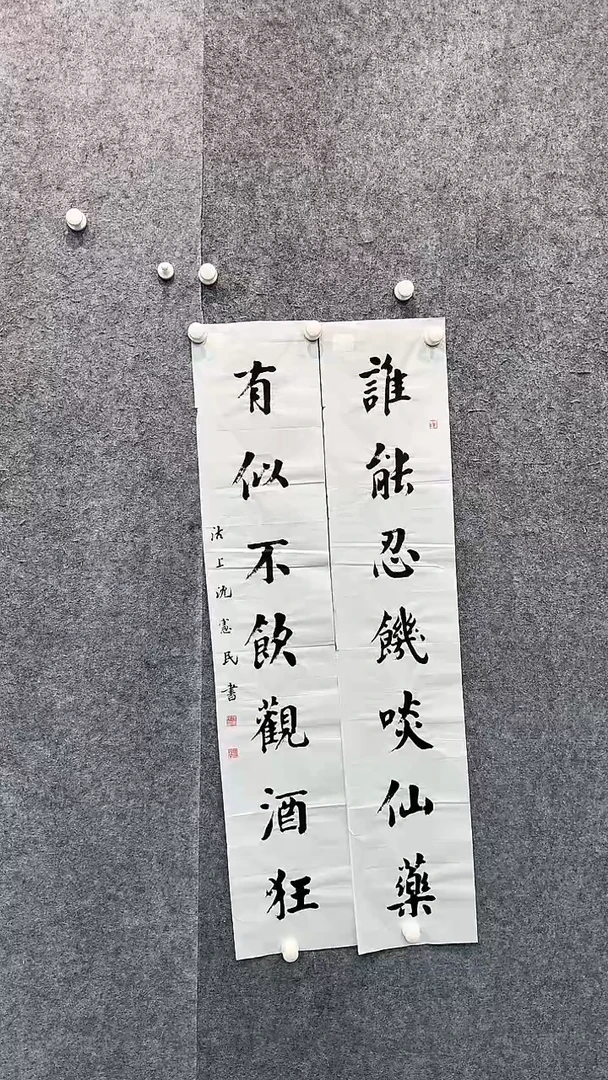 誰能忍饑啖仙藥
有似不飲觀酒狂
上沈憲民書